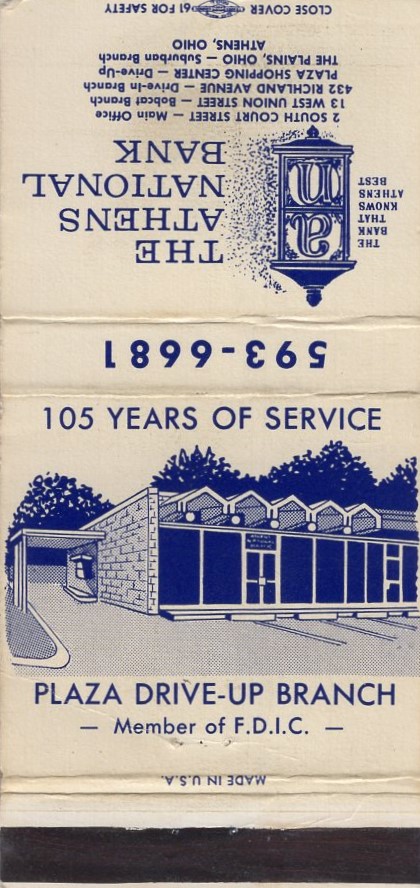 CLOSE COVER 61 FOR SAFETY
THE ATHENS
NATIONAL
BANK
THE
BANK
THAT
KNOWS
ATHENS
BEST
a
n
2 SOUTH COURT STREET — Main Office
13 WEST UNION STREET — Bobcat Branch
432 RICHLAND AVENUE — Drive-In Branch
PLAZA SHOPPING CENTER — Drive-Up
THE PLAINS, OHIO — Suburban Branch
ATHENS, OHIO
593-6681
105 YEARS OF SERVICE
PLAZA DRIVE-UP BRANCH
— Member of F.D.I.C. —
MADE IN U.S.A.